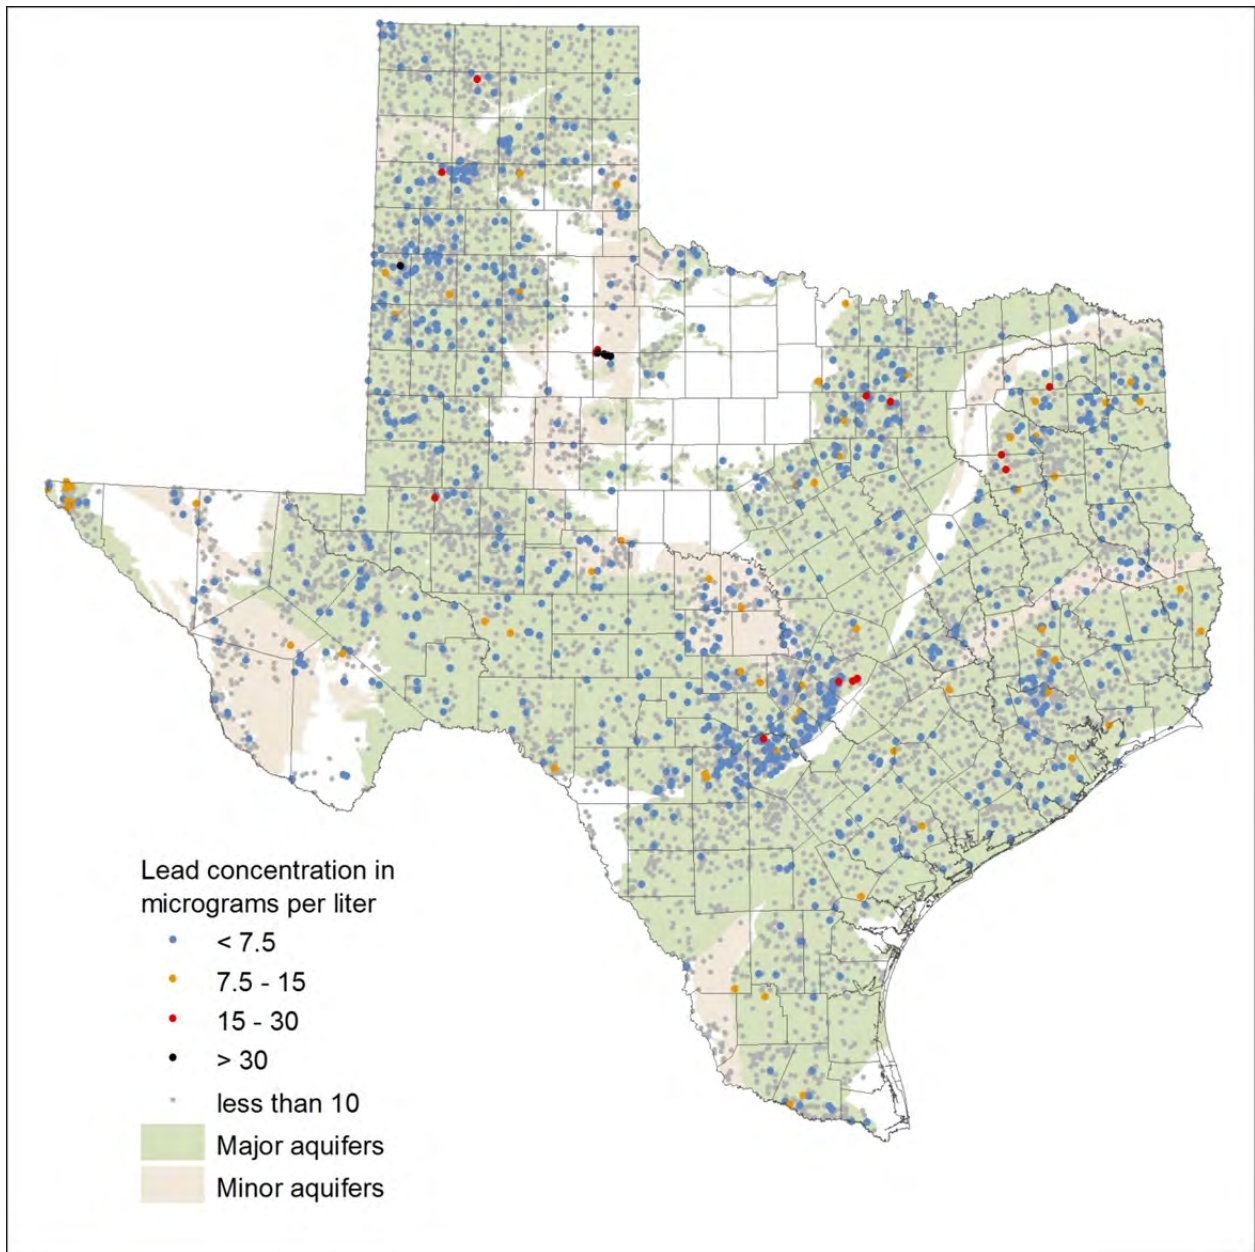 Lead concentration in
micrograms per liter
< 7.5
7.5 - 15
15 - 30
> 30
less than 10
Major aquifers
Minor aquifers